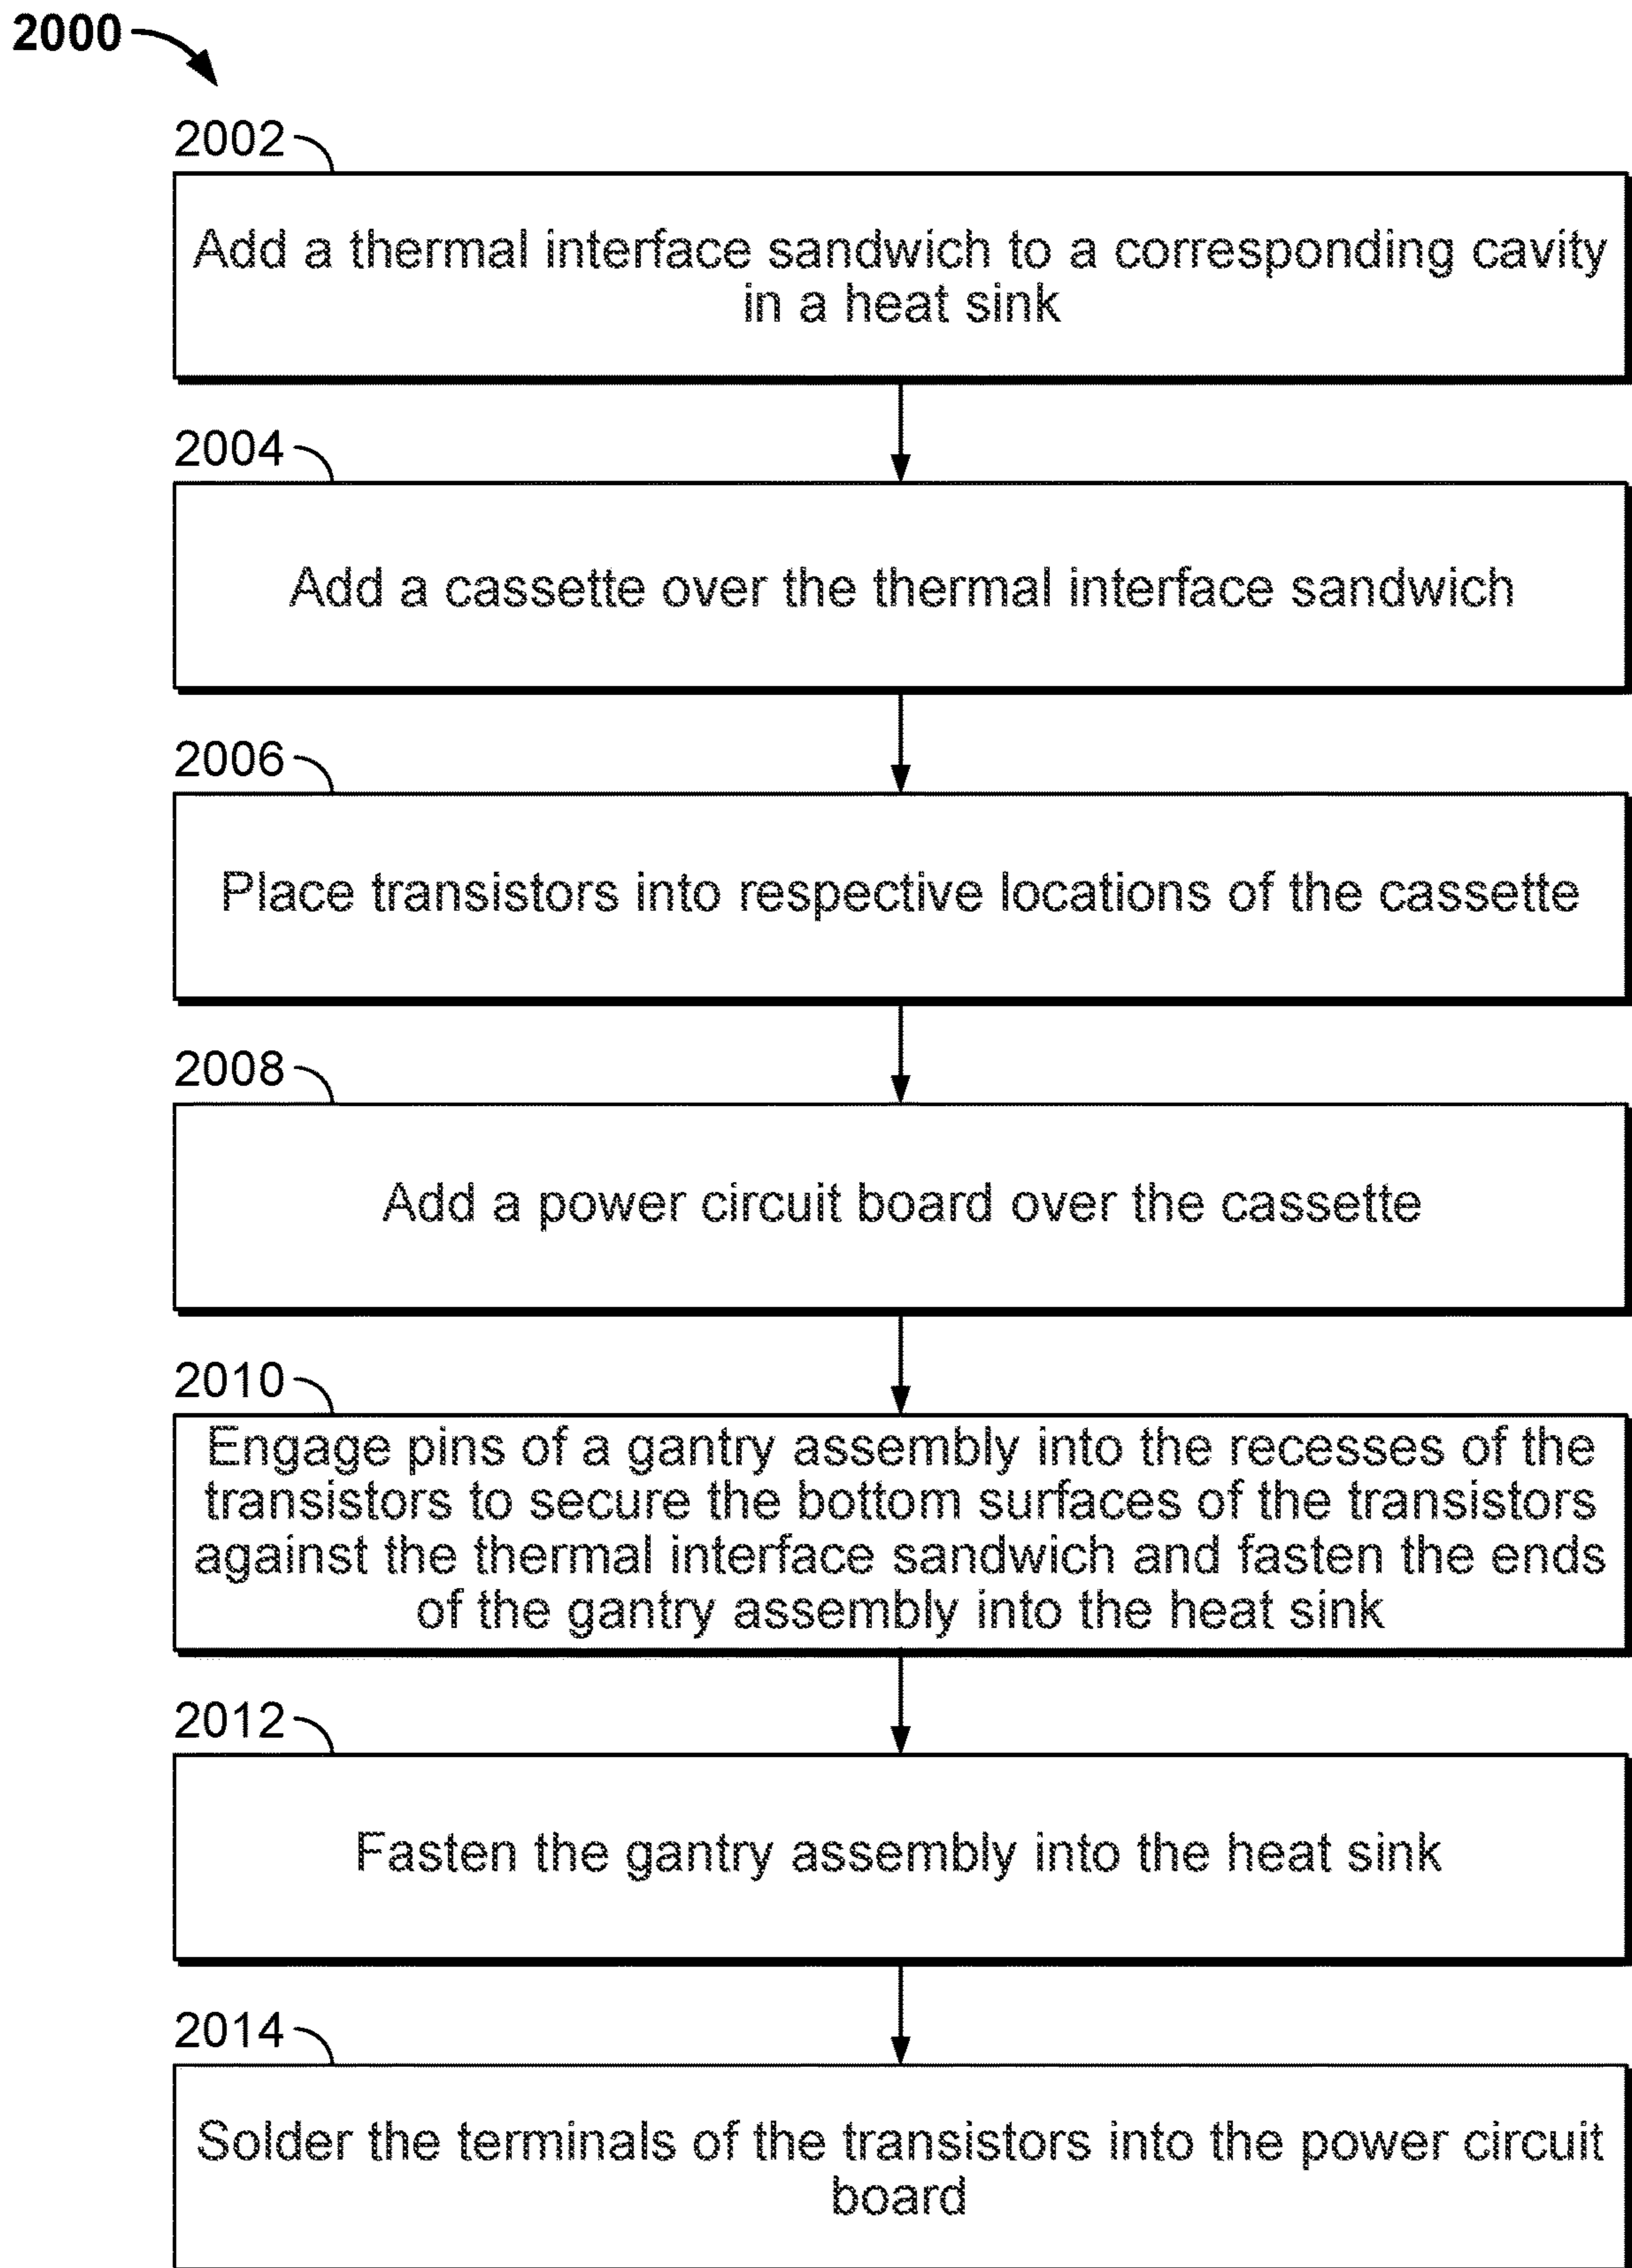 2000
2002
Add a thermal interface sandwich to a corresponding cavity
in a heat sink
2004
Add a cassette over the thermal interface sandwich
2006
Place transistors into respective locations of the cassette
2008
Add a power circuit board over the cassette
2010
Engage pins of a gantry assembly into the recesses of the
transistors to secure the bottom surfaces of the transistors
against the thermal interface sandwich and fasten the ends
of the gantry assembly into the heat sink
2012
Fasten the gantry assembly into the heat sink
2014
Solder the terminals of the transistors into the power circuit
board